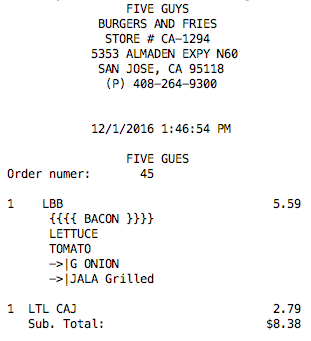 FIVE GUYS
BURGERS AND FRIES
STORE # CA-1294
5353 ALMADEN EXPY N60
SAN JOSE, CA 95118
(P) 408-264-9300
12/1/2016 1:46:54 PM
FIVE GUES
Order numer: 45
1 LBB 5.59
{{{{ BACON }}}}
LETTUCE
TOMATO
->|G ONION
->|JALA Grilled
1 LTL CAJ 2.79
Sub. Total: $8.38